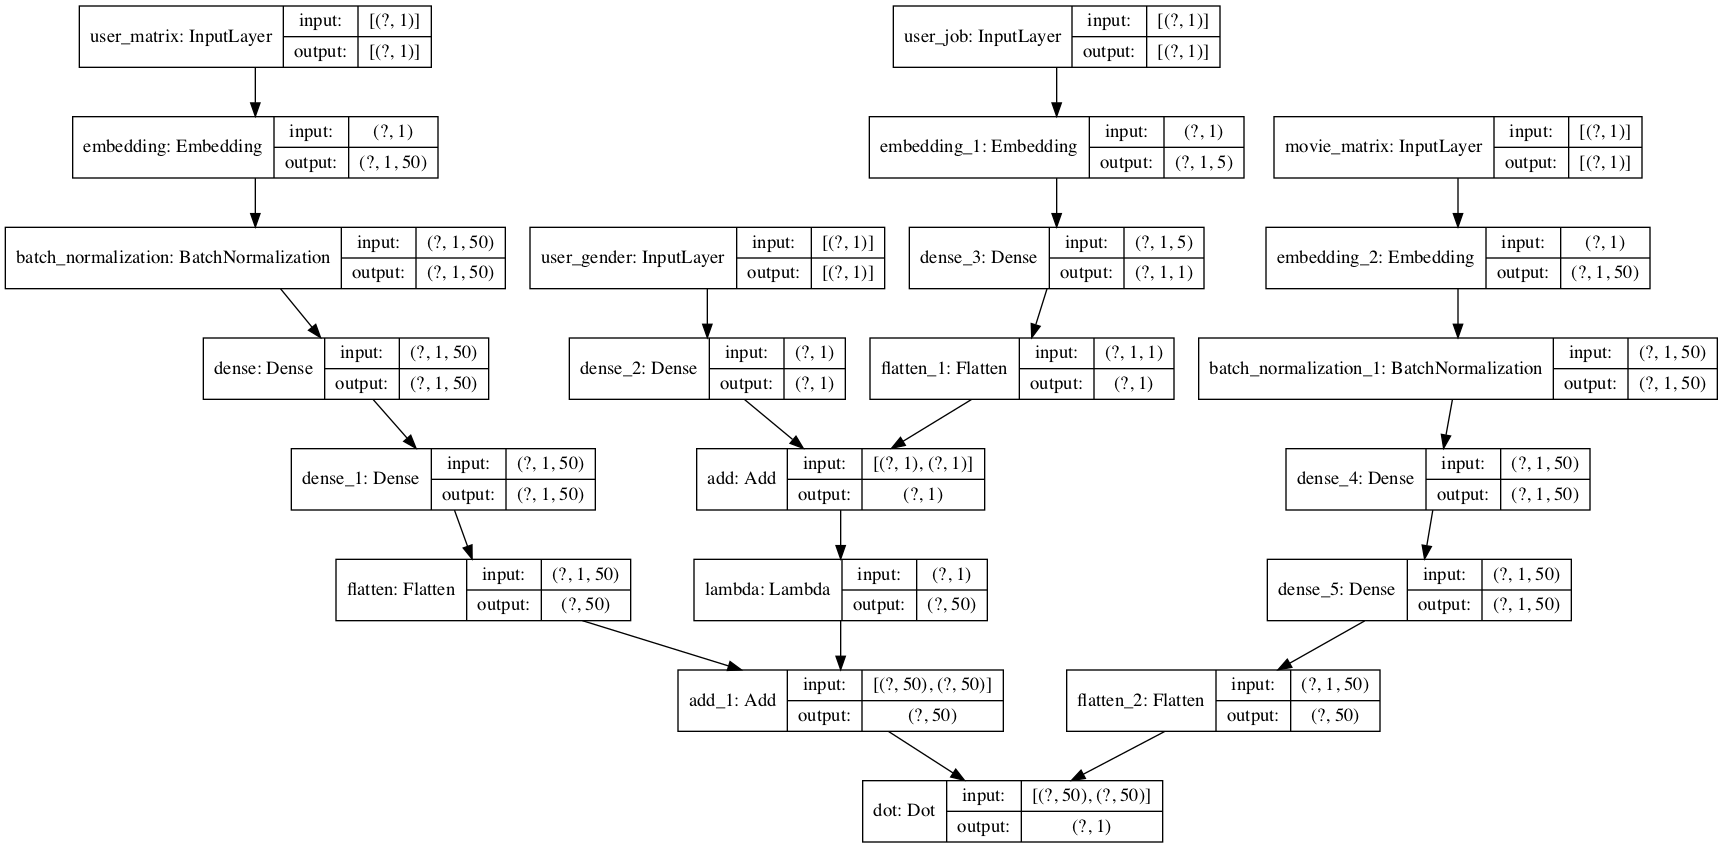 user_matrix: InputLayer
input:
[(?, 1)]
output:
[(?, 1)]
user_job: InputLayer
input:
[(?, 1)]
output:
[(?, 1)]
embedding: Embedding
input:
(?, 1)
output:
(?, 1, 50)
embedding_1: Embedding
input:
(?, 1)
output:
(?, 1, 5)
movie_matrix: InputLayer
input:
[(?, 1)]
output:
[(?, 1)]
batch_normalization: BatchNormalization
input:
(?, 1, 50)
output:
(?, 1, 50)
user_gender: InputLayer
input:
[(?, 1)]
output:
[(?, 1)]
dense_3: Dense
input:
(?, 1, 5)
output:
(?, 1, 1)
embedding_2: Embedding
input:
(?, 1)
output:
(?, 1, 50)
dense: Dense
input:
(?, 1, 50)
output:
(?, 1, 50)
dense_2: Dense
input:
(?, 1)
output:
(?, 1)
flatten_1: Flatten
input:
(?, 1, 1)
output:
(?, 1)
batch_normalization_1: BatchNormalization
input:
(?, 1, 50)
output:
(?, 1, 50)
dense_1: Dense
input:
(?, 1, 50)
output:
(?, 1, 50)
add: Add
input:
[(?, 1), (?, 1)]
output:
(?, 1)
dense_4: Dense
input:
(?, 1, 50)
output:
(?, 1, 50)
flatten: Flatten
input:
(?, 1, 50)
output:
(?, 50)
lambda: Lambda
input:
(?, 1)
output:
(?, 50)
dense_5: Dense
input:
(?, 1, 50)
output:
(?, 1, 50)
add_1: Add
input:
[(?, 50), (?, 50)]
output:
(?, 50)
flatten_2: Flatten
input:
(?, 1, 50)
output:
(?, 50)
dot: Dot
input:
[(?, 50), (?, 50)]
output:
(?, 1)